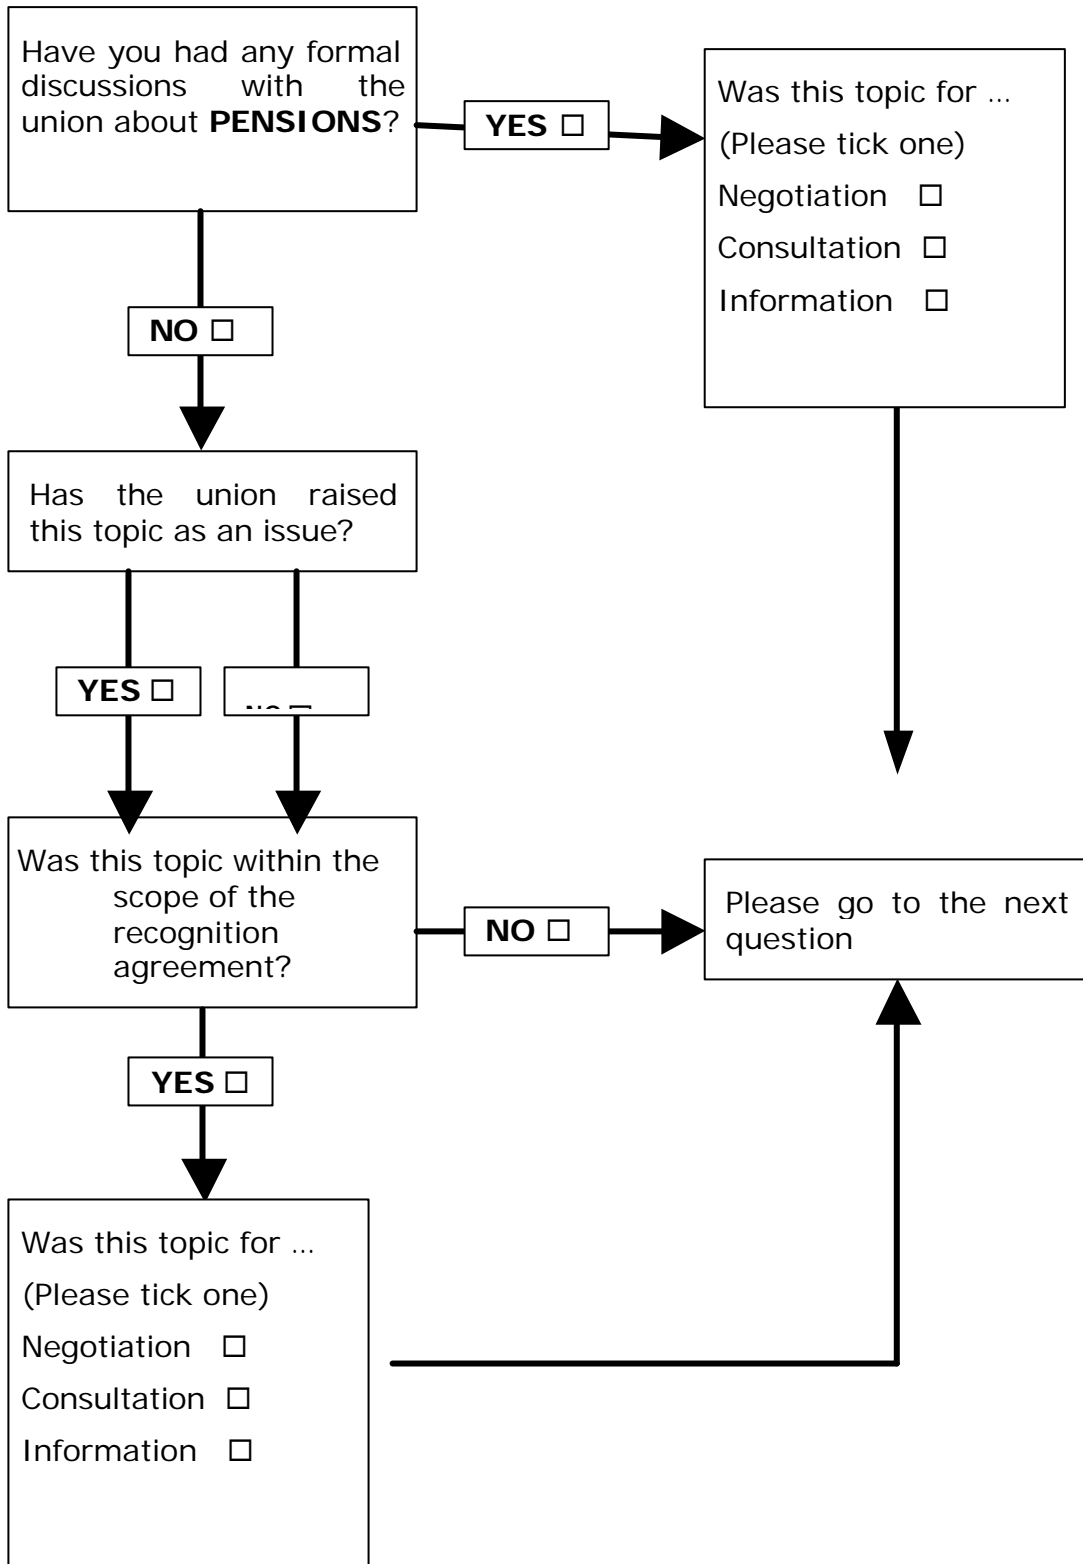 Have you had any formal
discussions with the
union about PENSIONS?
YES ☐
Was this topic for ...
(Please tick one)
Negotiation ☐
Consultation ☐
Information ☐
NO ☐
Has the union raised
this topic as an issue?
YES ☐
Was this topic within the
scope of the
recognition
agreement?
NO ☐
Please go to the next
question
YES ☐
Was this topic for ...
(Please tick one)
Negotiation ☐
Consultation ☐
Information ☐